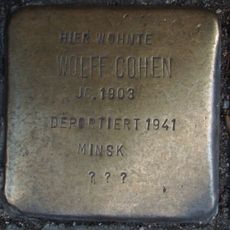 HIER WOHNTE
WOLFF COHEN
JG. 1903
DEPORTIERT 1941
MINSK
? ? ?